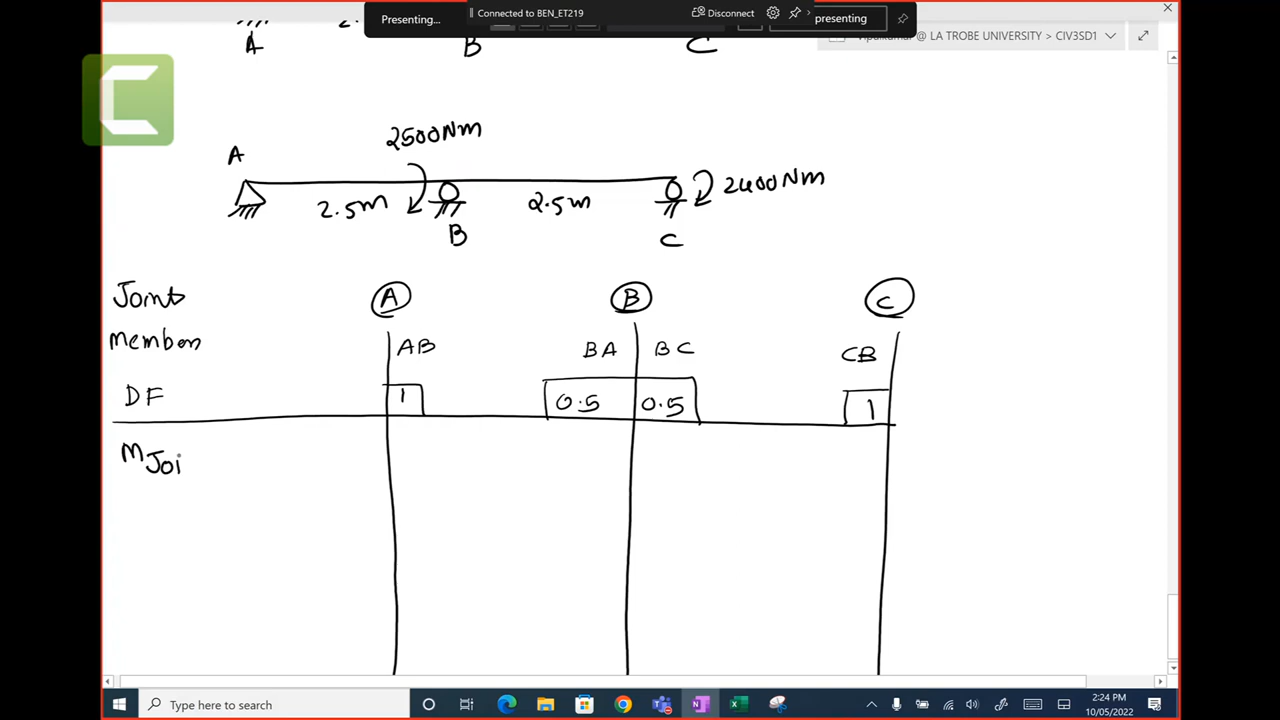 Presenting...
Connected to BEN_ET219
Disconnect
presenting
@ LA TROBE UNIVERSITY > CIV3SD1
A B C
2500Nm
A
2400Nm
2.5m 2.5m
B C
Joints A B C
Members AB BA BC CB
DF 1 0.5 0.5 1
MJoi
Type here to search
2:24 PM
10/05/2022